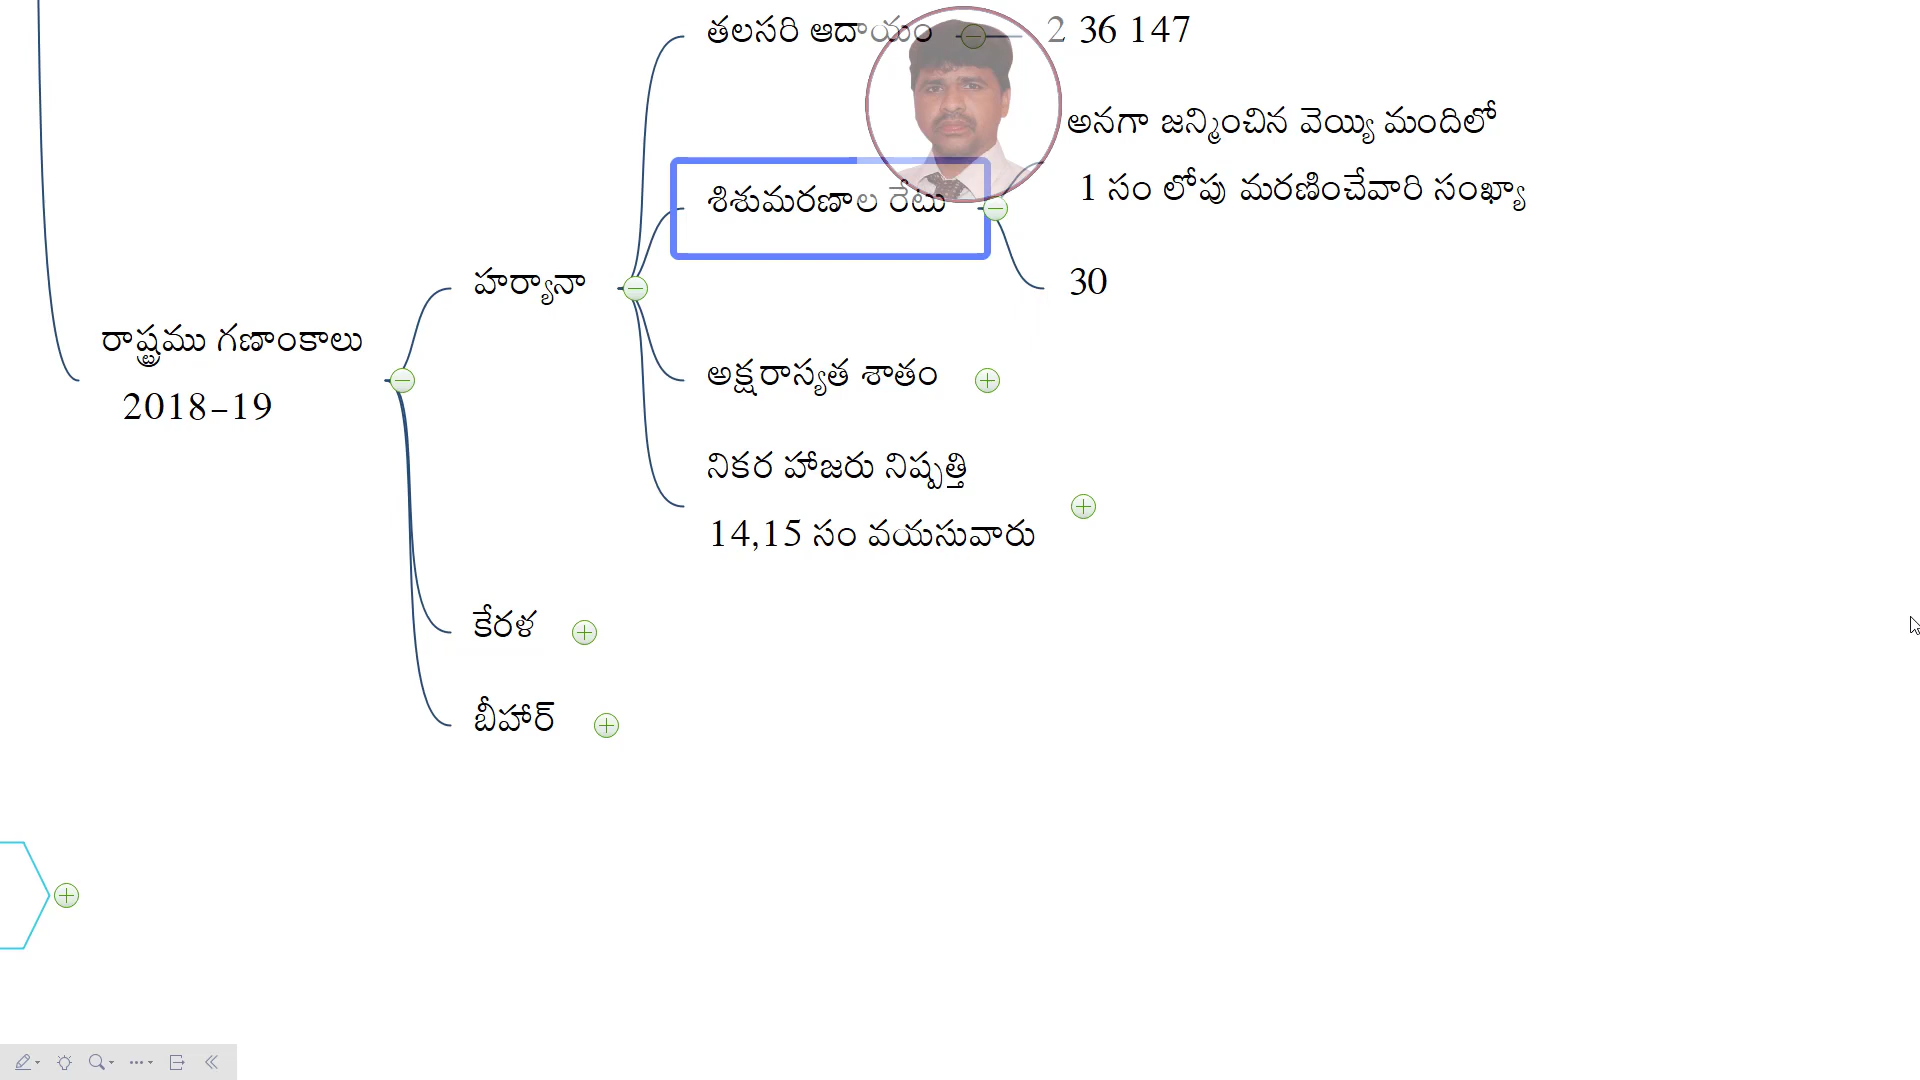 తలసరి ఆదాయం
2 36 147
అనగా జన్మించిన వెయ్యి మందిలో
1 సం లోపు మరణించేవారి సంఖ్యా
శిశుమరణాల రేటు
30
హర్యానా
రాష్ట్రము గణాంకాలు
2018-19
అక్షరాస్యత శాతం
నికర హాజరు నిష్పత్తి
14,15 సం వయసువారు
కేరళ
బీహార్